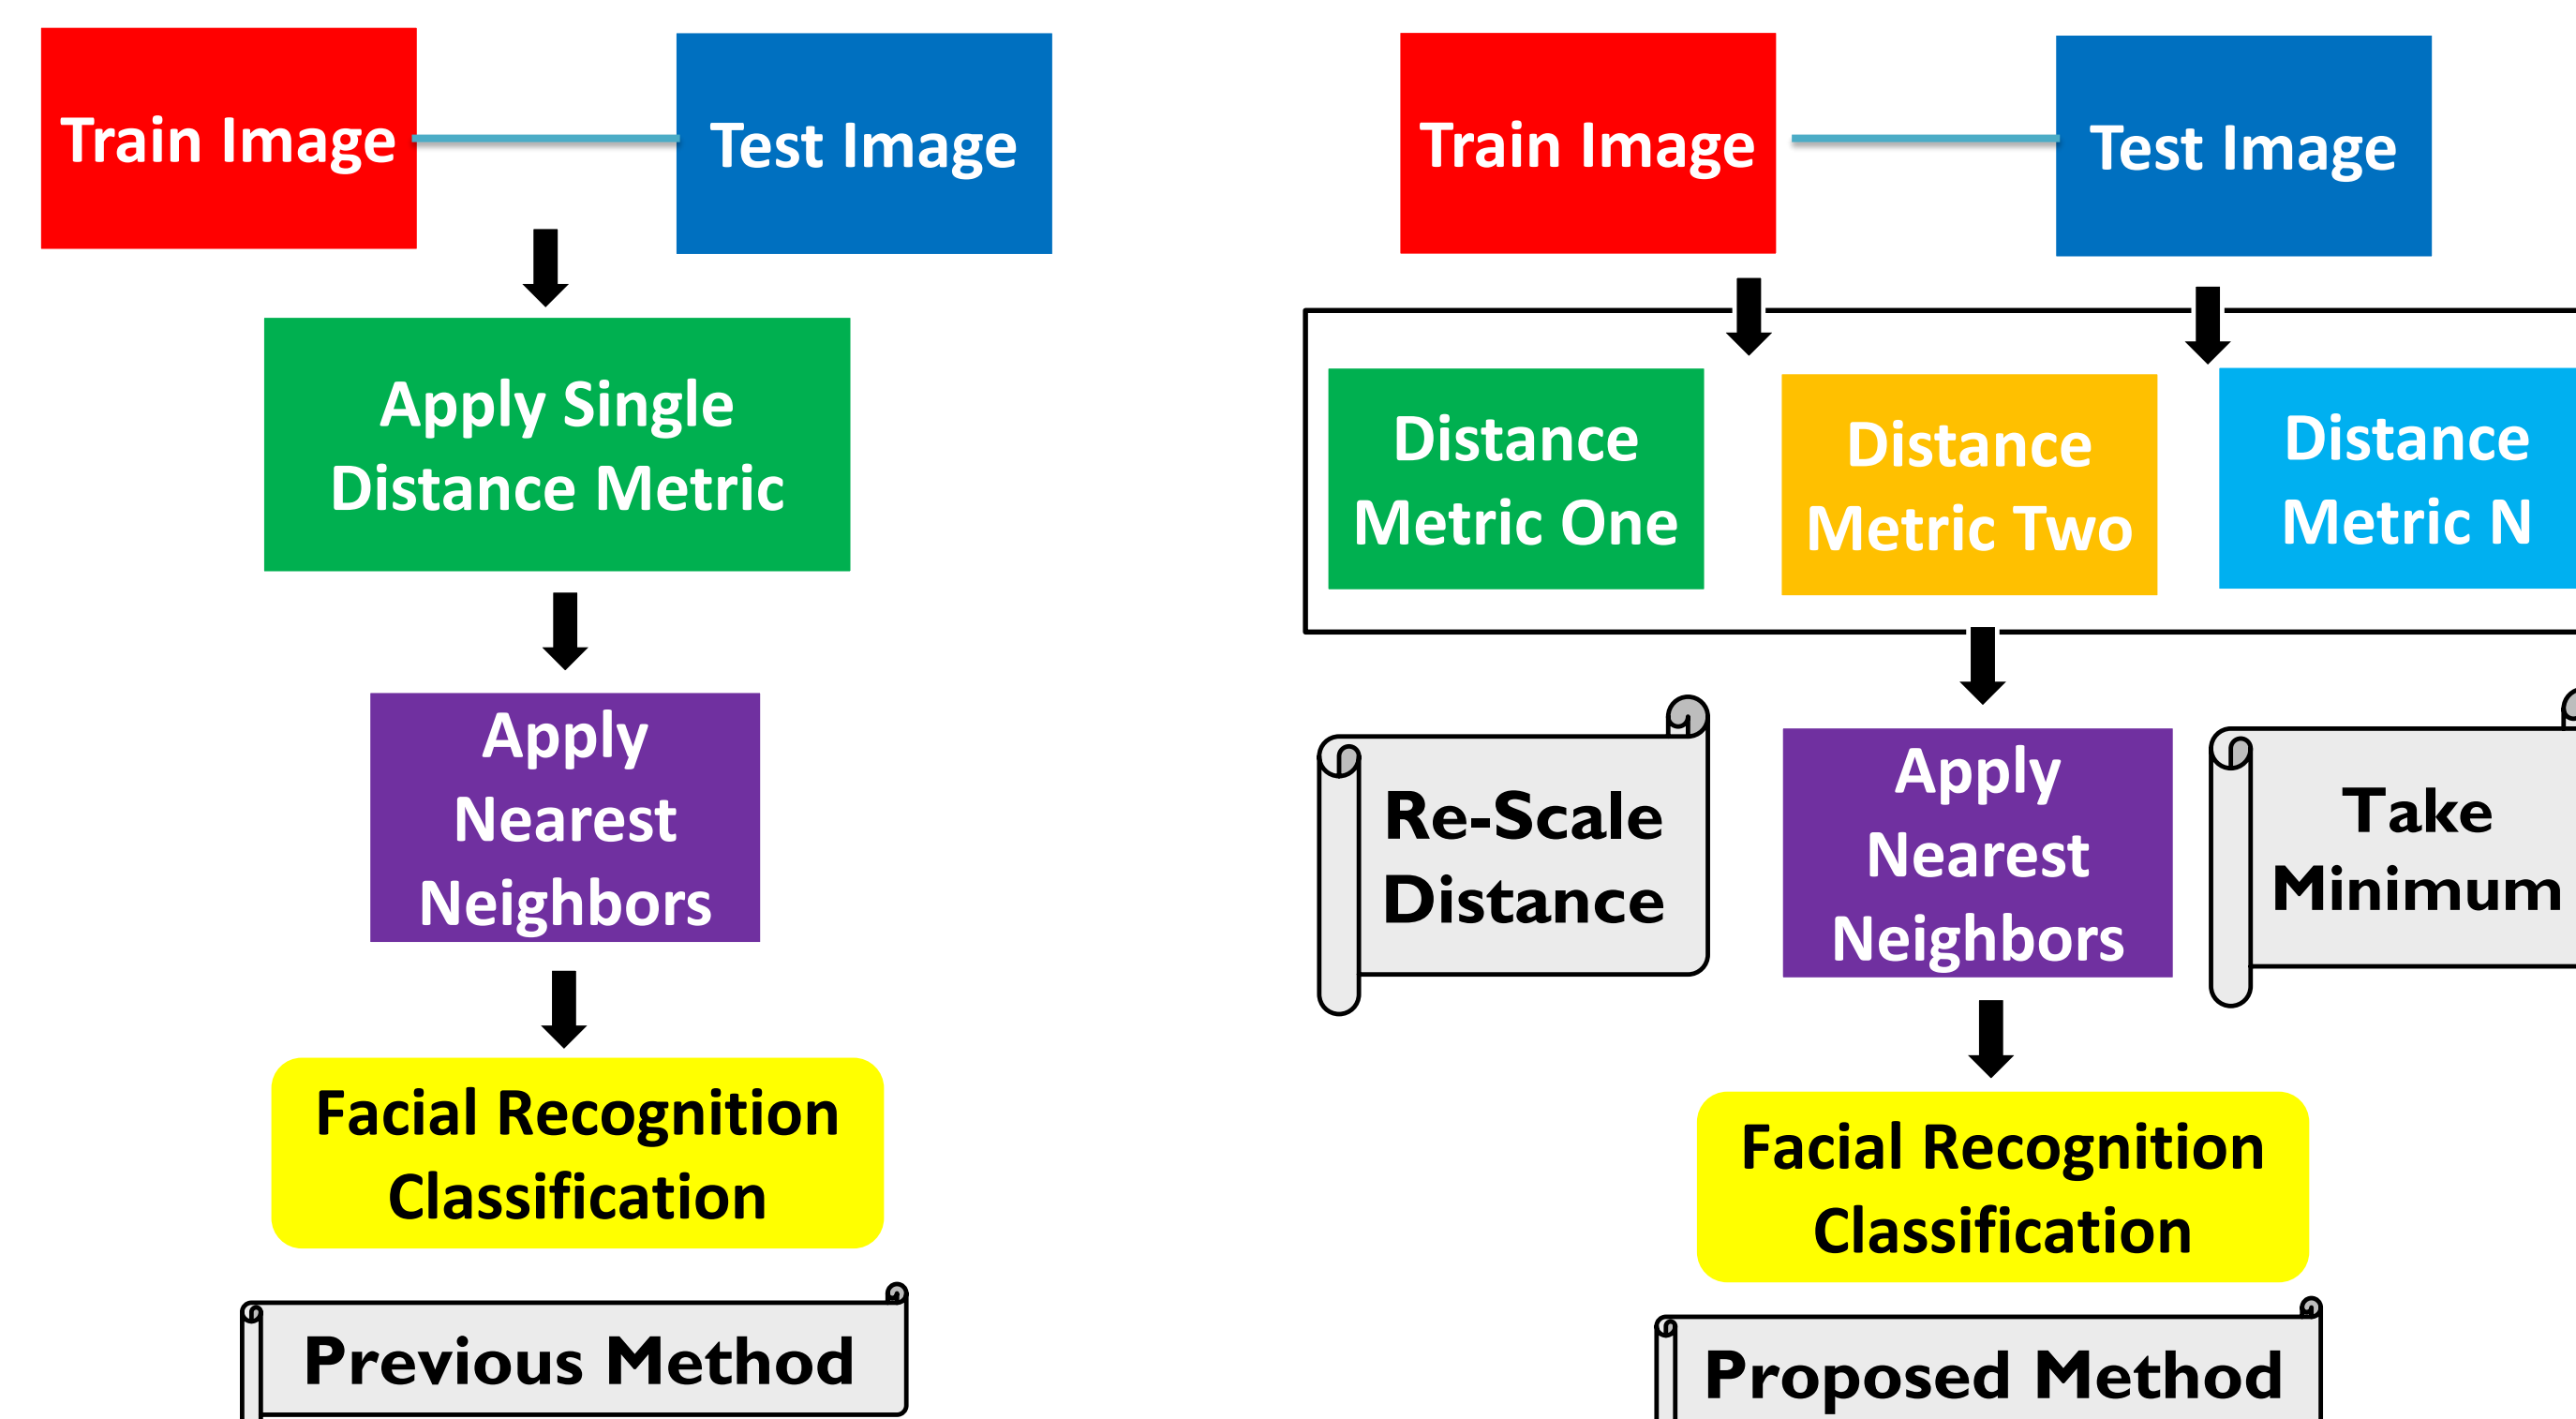 Train Image
Test Image
Apply Single
Distance Metric
Apply
Nearest
Neighbors
Facial Recognition
Classification
Previous Method
Train Image
Test Image
Distance
Metric One
Distance
Metric Two
Distance
Metric N
Re-Scale
Distance
Apply
Nearest
Neighbors
Take
Minimum
Facial Recognition
Classification
Proposed Method